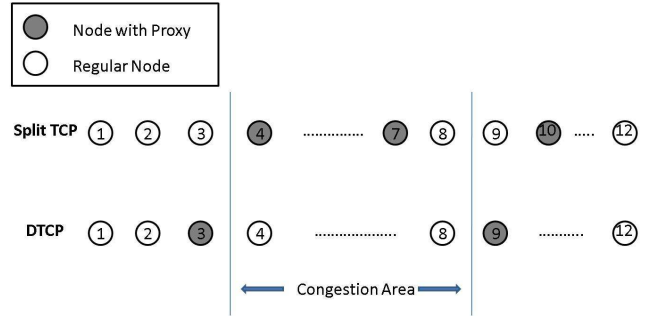 Node with Proxy
Regular Node
Split TCP 1 2 3 4 ............... 7 8 9 10 ..... 12
DTCP 1 2 3 4 .................... 8 9 ........... 12
Congestion Area